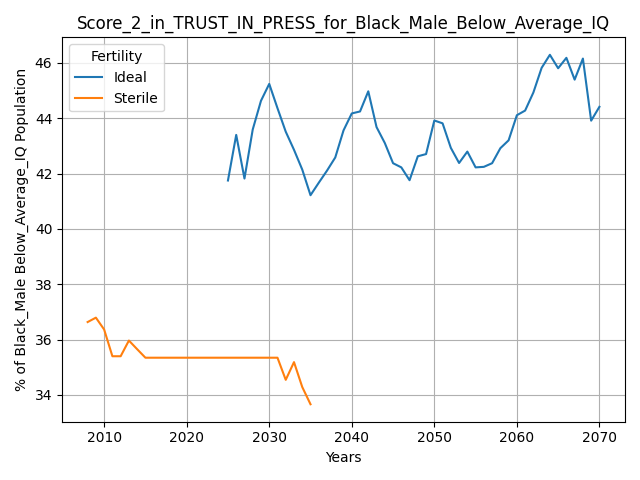 Score_2_in_TRUST_IN_PRESS_for_Black_Male_Below_Average_IQ
Fertility
Ideal
Sterile
% of Black_Male Below_Average_IQ Population
46
44
42
40
38
36
34
2010
2020
2030
2040
2050
2060
2070
Years